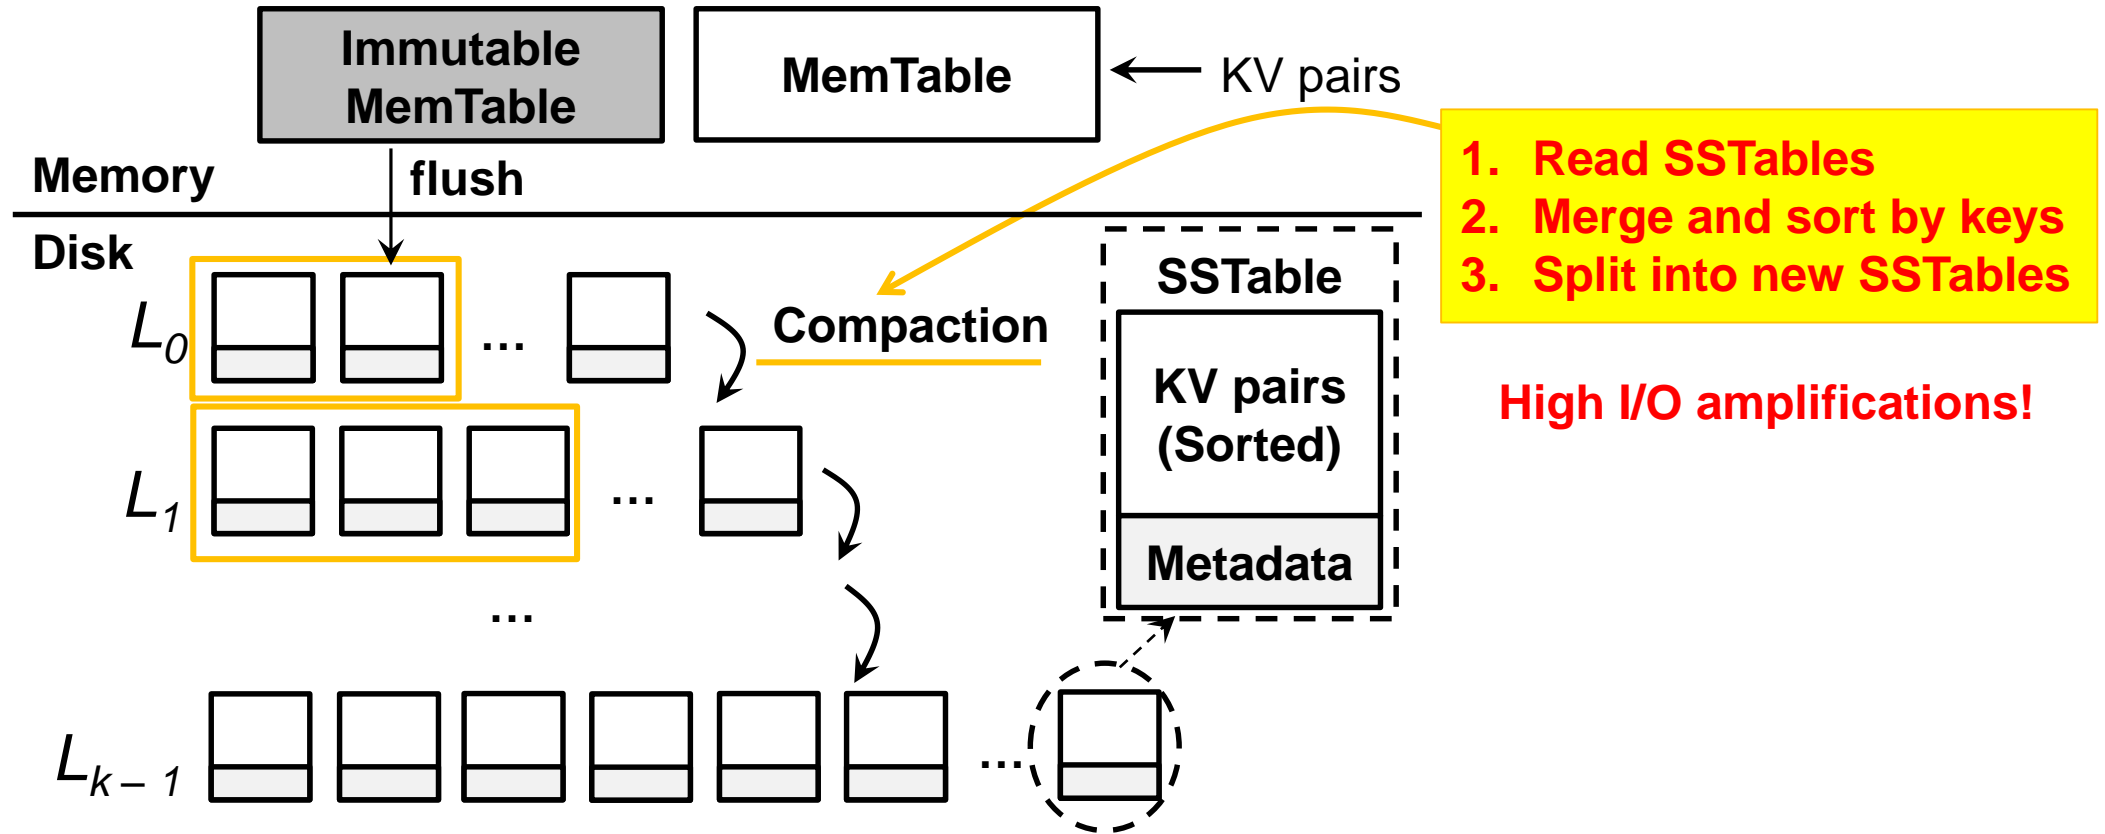 Immutable
MemTable
MemTable
KV pairs
Memory
flush
Disk
1. Read SSTables
2. Merge and sort by keys
3. Split into new SSTables
High I/O amplifications!
L0
...
Compaction
SSTable
KV pairs
(Sorted)
Metadata
L1
...
...
Lk – 1
...